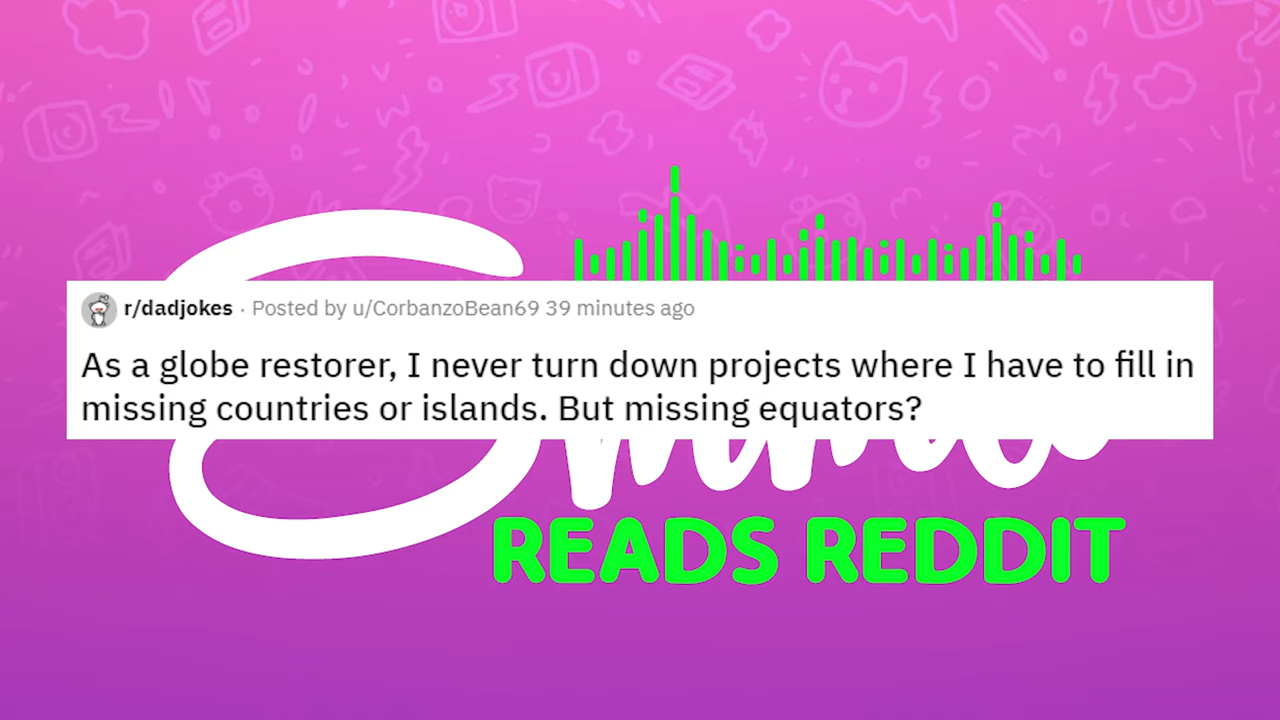 r/dadjokes · Posted by u/CorbanzoBean69 39 minutes ago
As a globe restorer, I never turn down projects where I have to fill in
missing countries or islands. But missing equators?
READS REDDIT